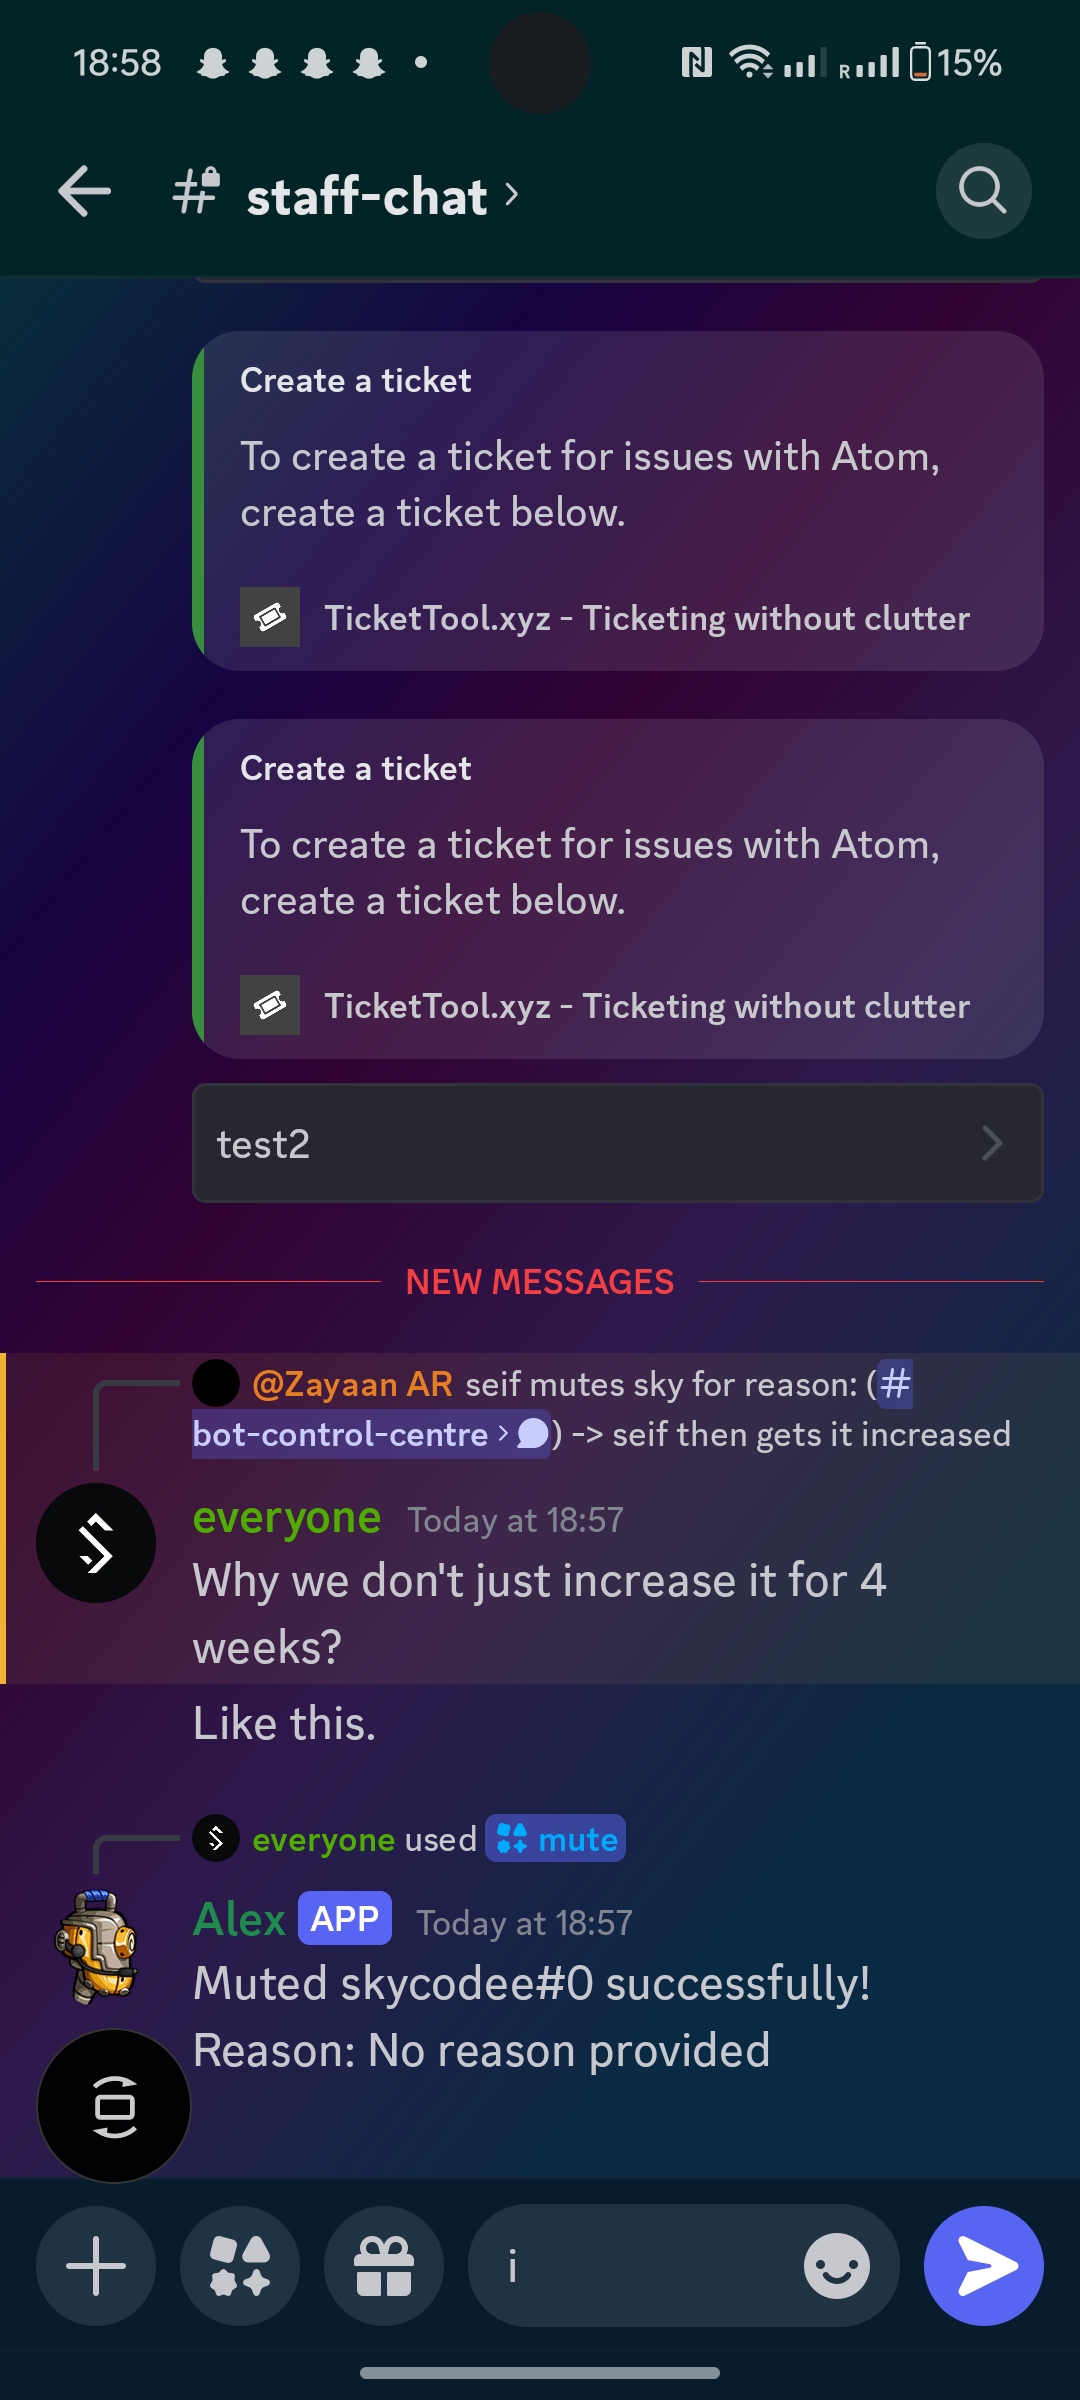 18:58
R 15%
staff-chat
Create a ticket
To create a ticket for issues with Atom,
create a ticket below.
TicketTool.xyz - Ticketing without clutter
Create a ticket
To create a ticket for issues with Atom,
create a ticket below.
TicketTool.xyz - Ticketing without clutter
test2
NEW MESSAGES
@Zayaan AR seif mutes sky for reason: (#
bot-control-centre › ) -> seif then gets it increased
everyone Today at 18:57
Why we don't just increase it for 4
weeks?
Like this.
everyone used mute
Alex APP Today at 18:57
Muted skycodee#0 successfully!
Reason: No reason provided
i